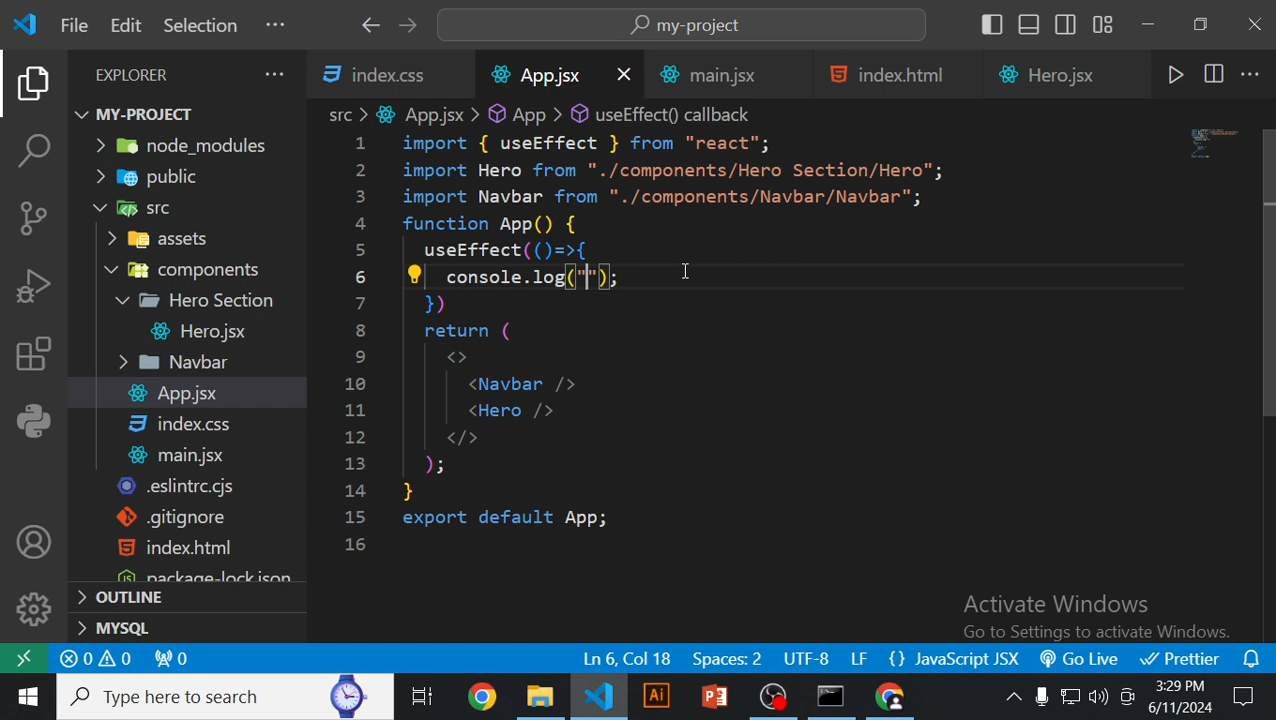 File Edit Selection ··· my-project
EXPLORER ···
index.css App.jsx main.jsx index.html Hero.jsx ···
MY-PROJECT
src > App.jsx > App > useEffect() callback
node_modules
public
src
assets
components
Hero Section
Hero.jsx
Navbar
App.jsx
index.css
main.jsx
.eslintrc.cjs
.gitignore
index.html
package-lock.json
OUTLINE
MYSQL
1 import { useEffect } from "react";
2 import Hero from "./components/Hero Section/Hero";
3 import Navbar from "./components/Navbar/Navbar";
4 function App() {
5 useEffect(()=>{
6 console.log("");
7 })
8 return (
9 <>
10 <Navbar />
11 <Hero />
12 </>
13 );
14 }
15 export default App;
16
Activate Windows
Go to Settings to activate Windows.
0 0 0 Ln 6, Col 18 Spaces: 2 UTF-8 LF {} JavaScript JSX Go Live Prettier
Type here to search
Ai P
3:29 PM
6/11/2024